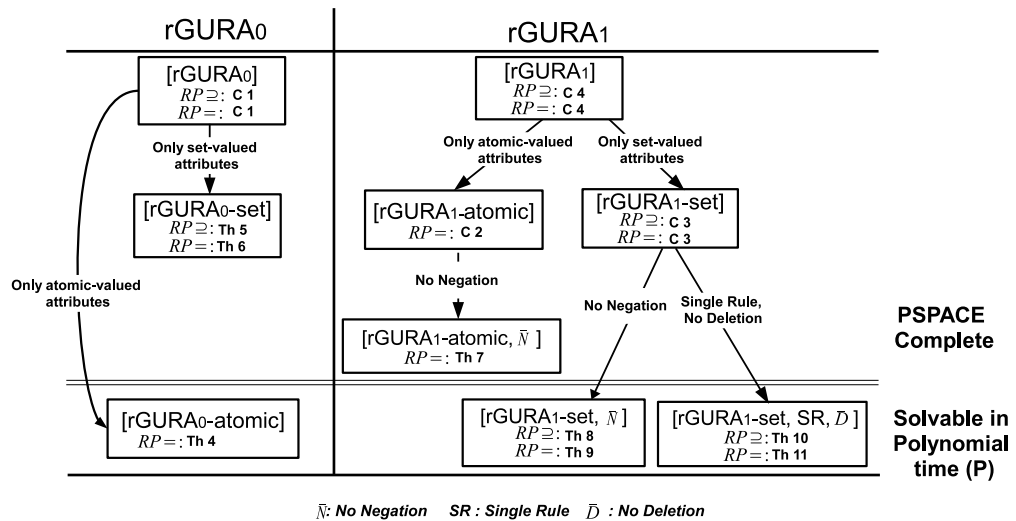 rGURA0
rGURA1
[rGURA0]
RP⊇: C 1
RP=: C 1
[rGURA1]
RP⊇: C 4
RP=: C 4
Only set-valued
attributes
Only atomic-valued
attributes
Only set-valued
attributes
[rGURA0-set]
RP⊇: Th 5
RP=: Th 6
[rGURA1-atomic]
RP=: C 2
[rGURA1-set]
RP⊇: C 3
RP=: C 3
Only atomic-valued
attributes
No Negation
No Negation
Single Rule,
No Deletion
PSPACE
Complete
[rGURA1-atomic, N̄ ]
RP=: Th 7
[rGURA0-atomic]
RP=: Th 4
[rGURA1-set, N̄ ]
RP⊇: Th 8
RP=: Th 9
[rGURA1-set, SR, D̄ ]
RP⊇: Th 10
RP=: Th 11
Solvable in
Polynomial
time (P)
N̄: No Negation SR : Single Rule D̄ : No Deletion